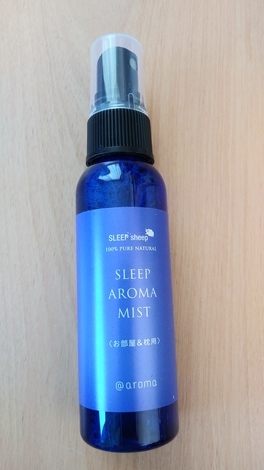 SLEEP sheep
100% PURE NATURAL
SLEEP
AROMA
MIST
〈お部屋&枕用〉
@aroma